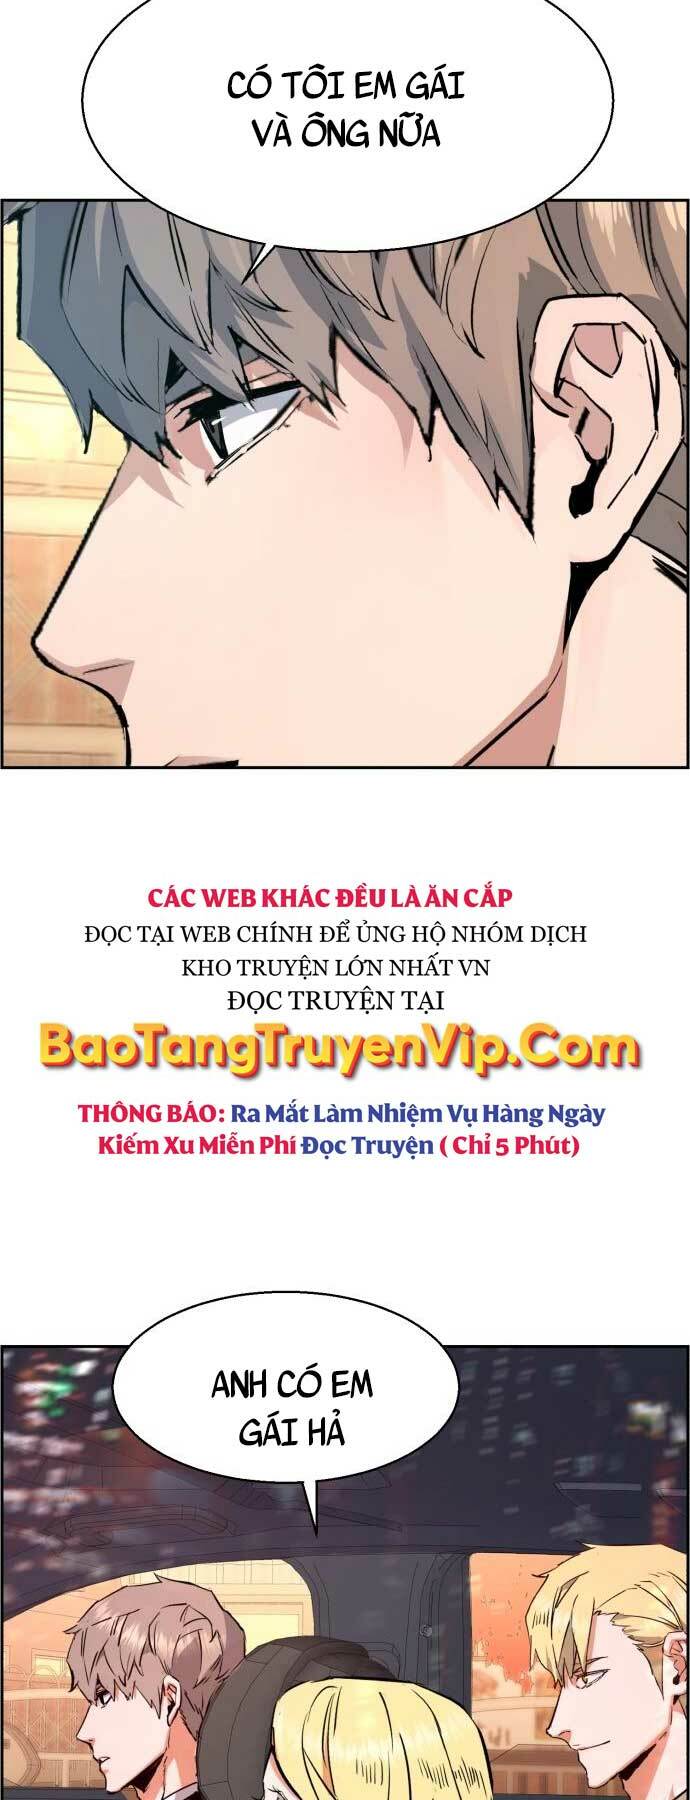 CÓ TÔI EM GÁI
VÀ ÔNG NỮA
CÁC WEB KHÁC ĐỀU LÀ ĂN CẮP
ĐỌC TẠI WEB CHÍNH ĐỂ ỦNG HỘ NHÓM DỊCH
KHO TRUYỆN LỚN NHẤT VN
ĐỌC TRUYỆN TẠI
BaoTangTruyenVip.Com
THÔNG BÁO: Ra Mắt Làm Nhiệm Vụ Hàng Ngày
Kiếm Xu Miễn Phí Đọc Truyện ( Chỉ 5 Phút)
ANH CÓ EM
GÁI HẢ